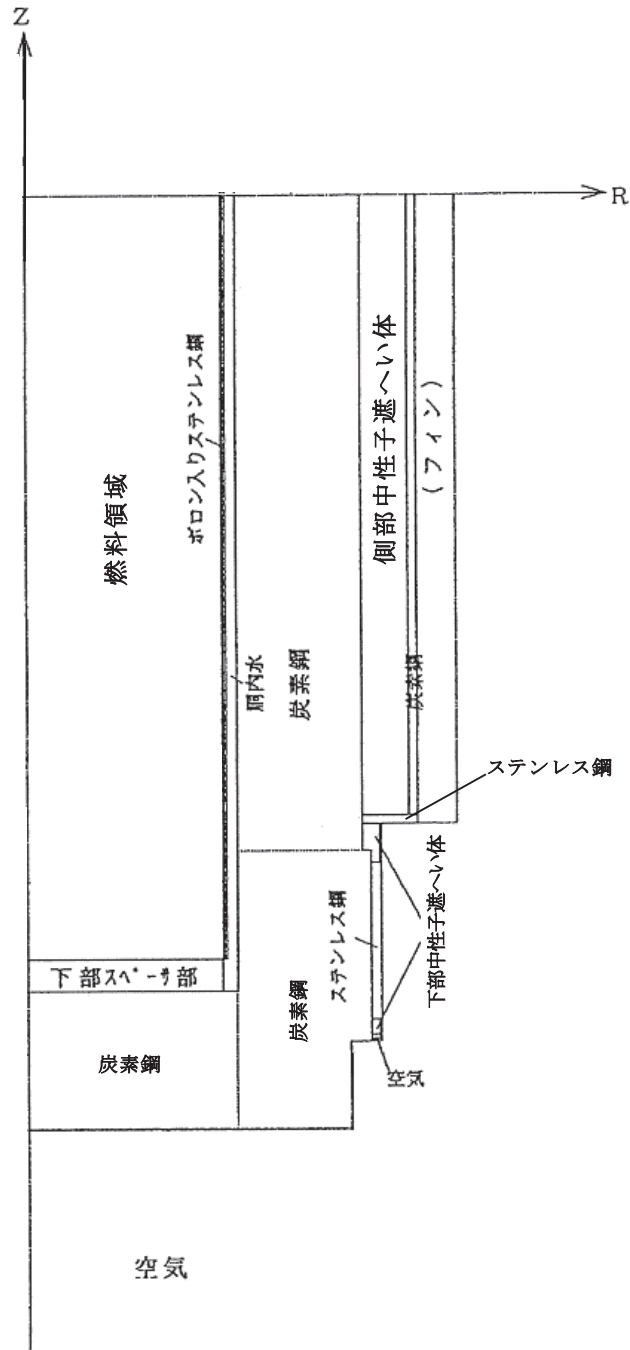 Z
R
燃料領域
ボロン入りステンレス鋼
胴内水
炭素鋼
側部中性子遮へい体
炭素鋼
(フィン)
ステンレス鋼
下部中性子遮へい体
ステンレス鋼
炭素鋼
下部スペーサ部
炭素鋼
空気
空気